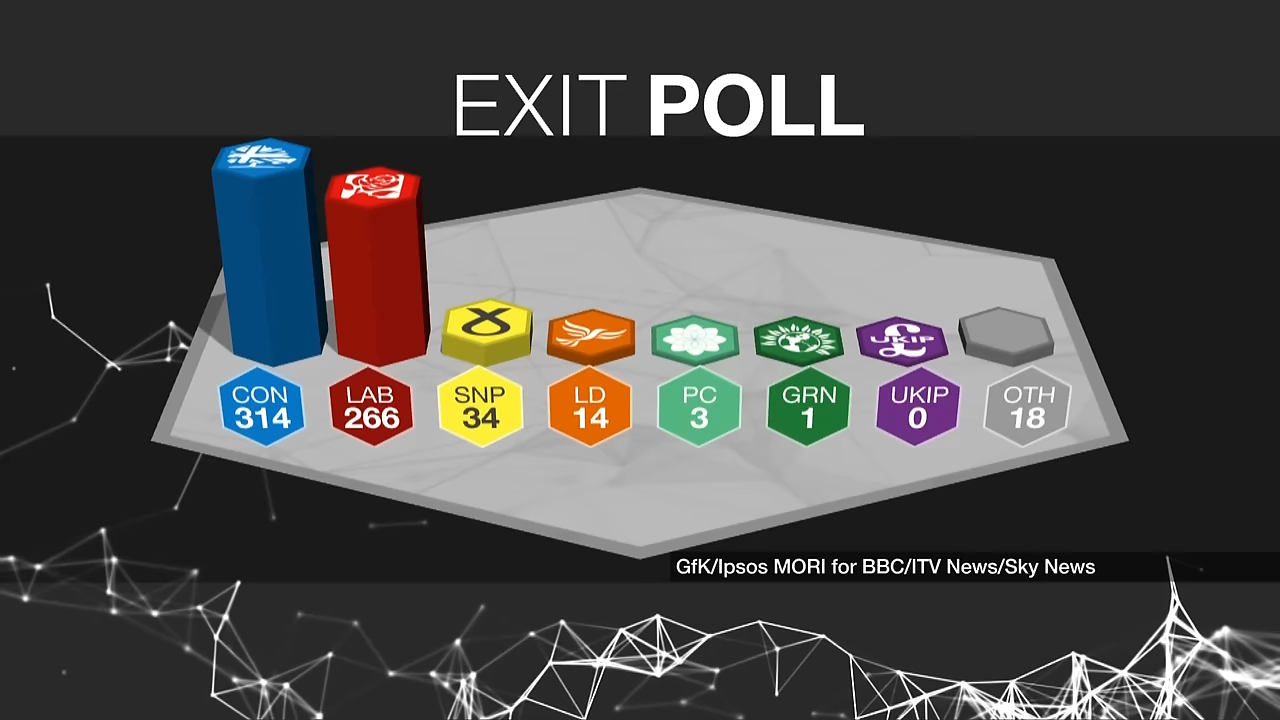 EXIT POLL
UKIP
CON LAB SNP LD PC GRN UKIP OTH
314 266 34 14 3 1 0 18
GfK/Ipsos MORI for BBC/ITV News/Sky News